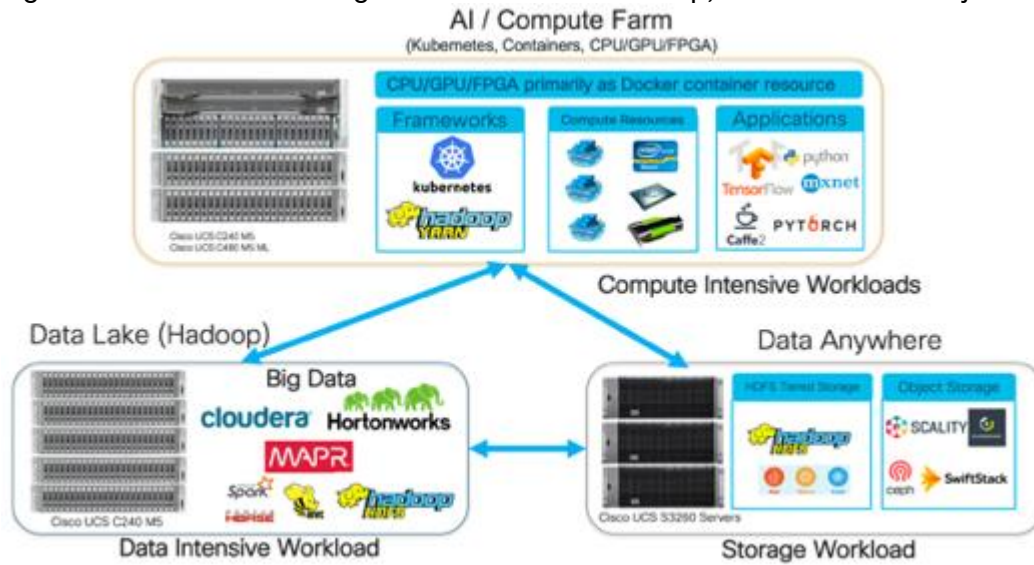 AI / Compute Farm
(Kubernetes, Containers, CPU/GPU/FPGA)
CPU/GPU/FPGA primarily as Docker container resource
Frameworks
Compute Resources
Applications
kubernetes
hadoop
YARN
TensorFlow
python
mxnet
Caffe2
PYTORCH
Cisco UCS C240 M5
Cisco UCS C480 M5 ML
Compute Intensive Workloads
Data Lake (Hadoop)
Data Anywhere
Big Data
cloudera
Hortonworks
MAPR
Spark
HBASE
HIVE
hadoop
HDFS
Cisco UCS C240 M5
Data Intensive Workload
HDFS Tiered Storage
Object Storage
hadoop
HDFS
SCALITY
ceph
SwiftStack
Cisco UCS S3260 Servers
Storage Workload